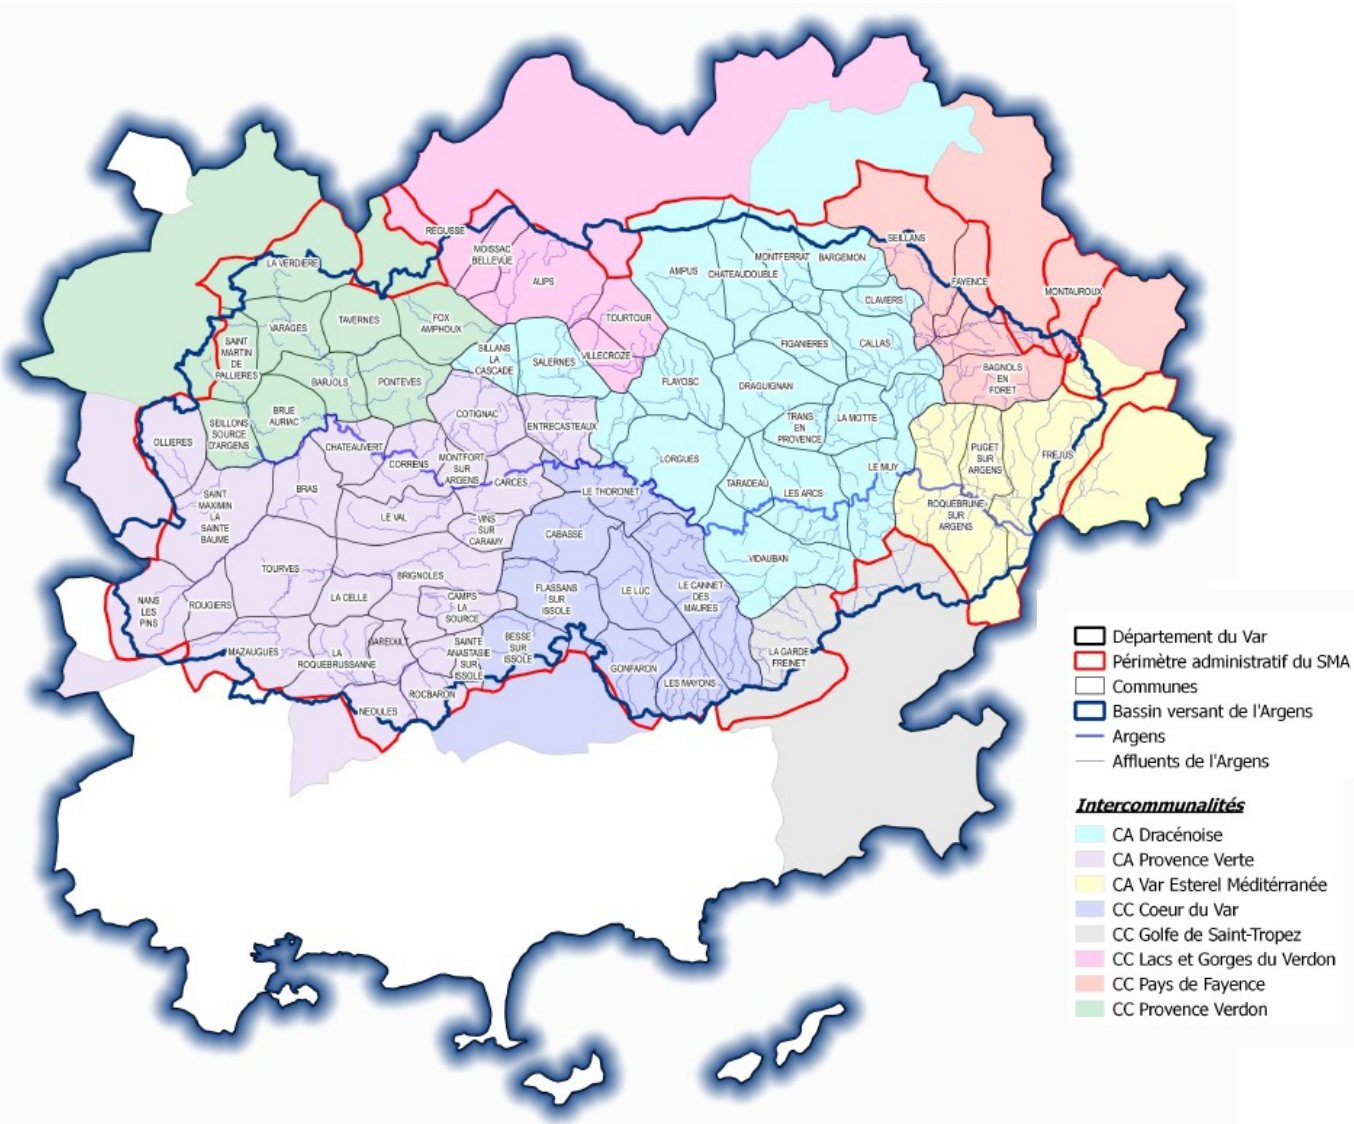 REGUSSE
MOISSAC
BELLEVUE
AUPS
LA VERDIERE
SEILLANS
MONTFERRAT
BARGEMON
AMPUS
CHATEAUDOUBLE
FAYENCE
MONTAUROUX
CLAVIERS
VARAGES
TAVERNES
FOX
AMPHOUX
TOURTOUR
SAINT
MARTIN
DE
PALLIERES
SILLANS
LA
CASCADE
SALERNES
VILLECROZE
FIGANIERES
CALLAS
BARJOLS
PONTEVES
FLAYOSC
DRAGUIGNAN
BAGNOLS
EN
FORET
SEILLONS
SOURCE
D'ARGENS
BRUE
AURIAC
COTIGNAC
ENTRECASTEAUX
TRANS
EN
PROVENCE
LA MOTTE
OLLIERES
CHATEAUVERT
CORRENS
MONTFORT
SUR
ARGENS
CARCES
LORGUES
LE MUY
PUGET
SUR
ARGENS
FREJUS
TARADEAU
LES ARCS
ROQUEBRUNE-
SUR
ARGENS
SAINT
MAXIMIN
LA
SAINTE
BAUME
BRAS
LE VAL
VINS
SUR
CARAMY
LE THORONET
CABASSE
VIDAUBAN
TOURVES
BRIGNOLES
FLASSANS
SUR
ISSOLE
LE LUC
LE CANNET
DES
MAURES
NANS
LES
PINS
ROUGIERS
LA CELLE
CAMPS
LA
SOURCE
MAZAUGUES
LA
ROQUEBRUSSANNE
GAREOULT
SAINTE
ANASTASIE
SUR
ISSOLE
BESSE
SUR
ISSOLE
GONFARON
LES MAYONS
LA GARDE
FREINET
ROCBARON
NEOULES
Département du Var
Périmètre administratif du SMA
Communes
Bassin versant de l'Argens
Argens
Affluents de l'Argens
Intercommunalités
CA Dracénoise
CA Provence Verte
CA Var Esterel Méditérranée
CC Coeur du Var
CC Golfe de Saint-Tropez
CC Lacs et Gorges du Verdon
CC Pays de Fayence
CC Provence Verdon